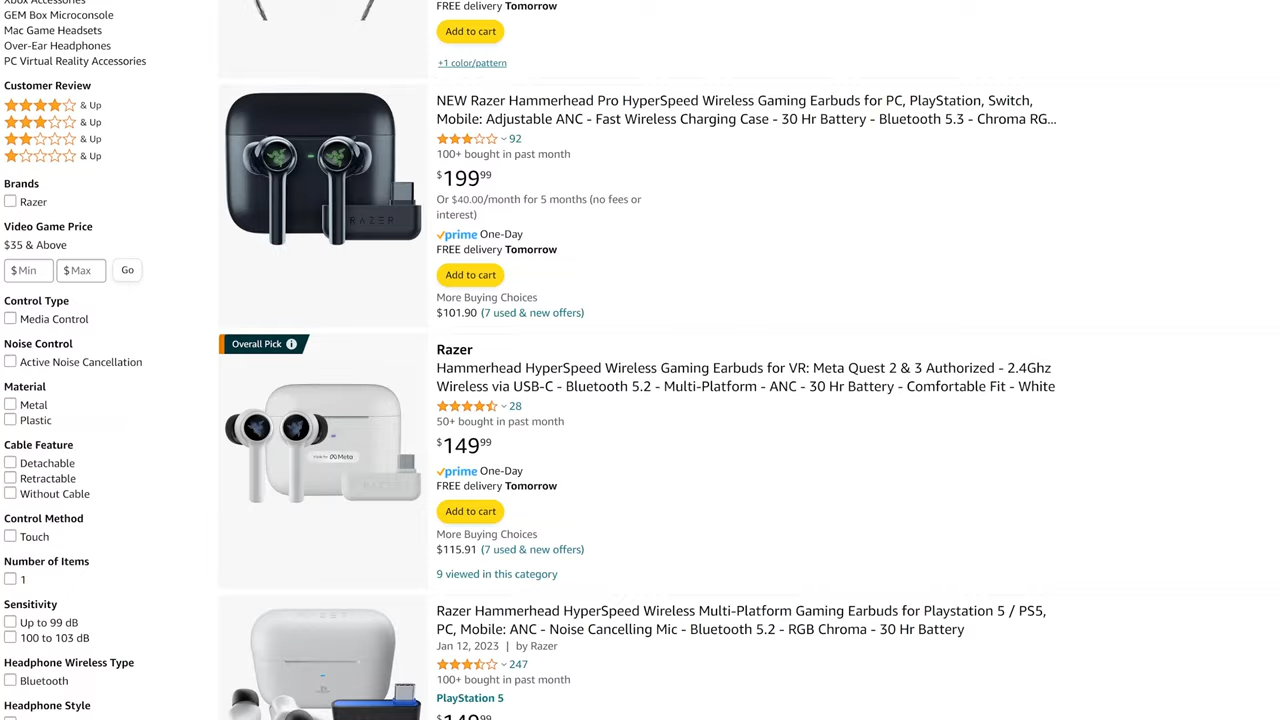 Xbox Accessories
GEM Box Microconsole
Mac Game Headsets
Over-Ear Headphones
PC Virtual Reality Accessories
Customer Review
& Up
& Up
& Up
& Up
Brands
Razer
Video Game Price
$35 & Above
$ Min
$ Max
Go
Control Type
Media Control
Noise Control
Active Noise Cancellation
Material
Metal
Plastic
Cable Feature
Detachable
Retractable
Without Cable
Control Method
Touch
Number of Items
1
Sensitivity
Up to 99 dB
100 to 103 dB
Headphone Wireless Type
Bluetooth
Headphone Style
FREE delivery Tomorrow
Add to cart
+1 color/pattern
RAZER
NEW Razer Hammerhead Pro HyperSpeed Wireless Gaming Earbuds for PC, PlayStation, Switch,
Mobile: Adjustable ANC - Fast Wireless Charging Case - 30 Hr Battery - Bluetooth 5.3 - Chroma RG...
92
100+ bought in past month
$199.99
Or $40.00/month for 5 months (no fees or
interest)
prime One-Day
FREE delivery Tomorrow
Add to cart
More Buying Choices
$101.90 (7 used & new offers)
Overall Pick
Meta
Razer
Hammerhead HyperSpeed Wireless Gaming Earbuds for VR: Meta Quest 2 & 3 Authorized - 2.4Ghz
Wireless via USB-C - Bluetooth 5.2 - Multi-Platform - ANC - 30 Hr Battery - Comfortable Fit - White
28
50+ bought in past month
$149.99
prime One-Day
FREE delivery Tomorrow
Add to cart
More Buying Choices
$115.91 (7 used & new offers)
9 viewed in this category
Razer Hammerhead HyperSpeed Wireless Multi-Platform Gaming Earbuds for Playstation 5 / PS5,
PC, Mobile: ANC - Noise Cancelling Mic - Bluetooth 5.2 - RGB Chroma - 30 Hr Battery
Jan 12, 2023 | by Razer
247
100+ bought in past month
PlayStation 5
$149.99